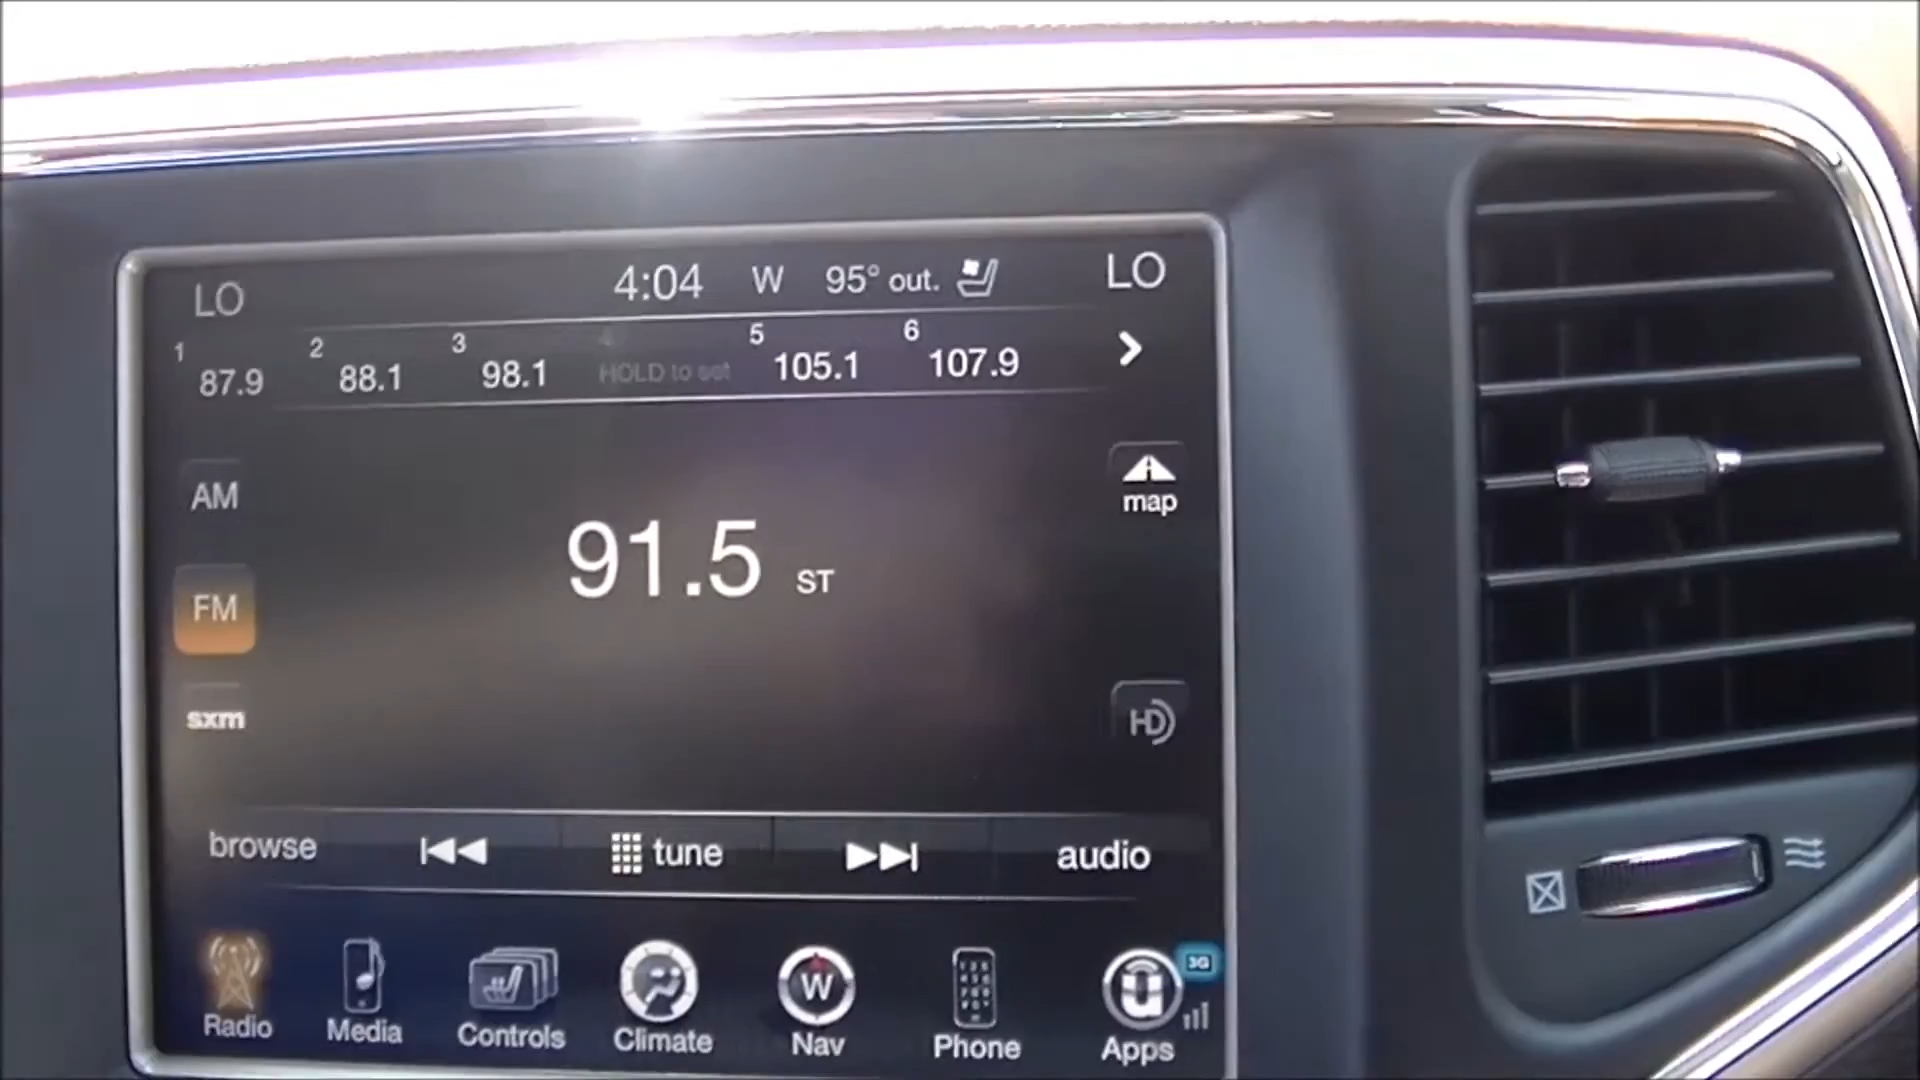 LO 4:04 W 95° out. LO
1 87.9 2 88.1 3 98.1 4 HOLD to set 5 105.1 6 107.9
AM
map
91.5 ST
FM
sxm
HD
browse tune audio
3G
W
Radio Media Controls Climate Nav Phone Apps